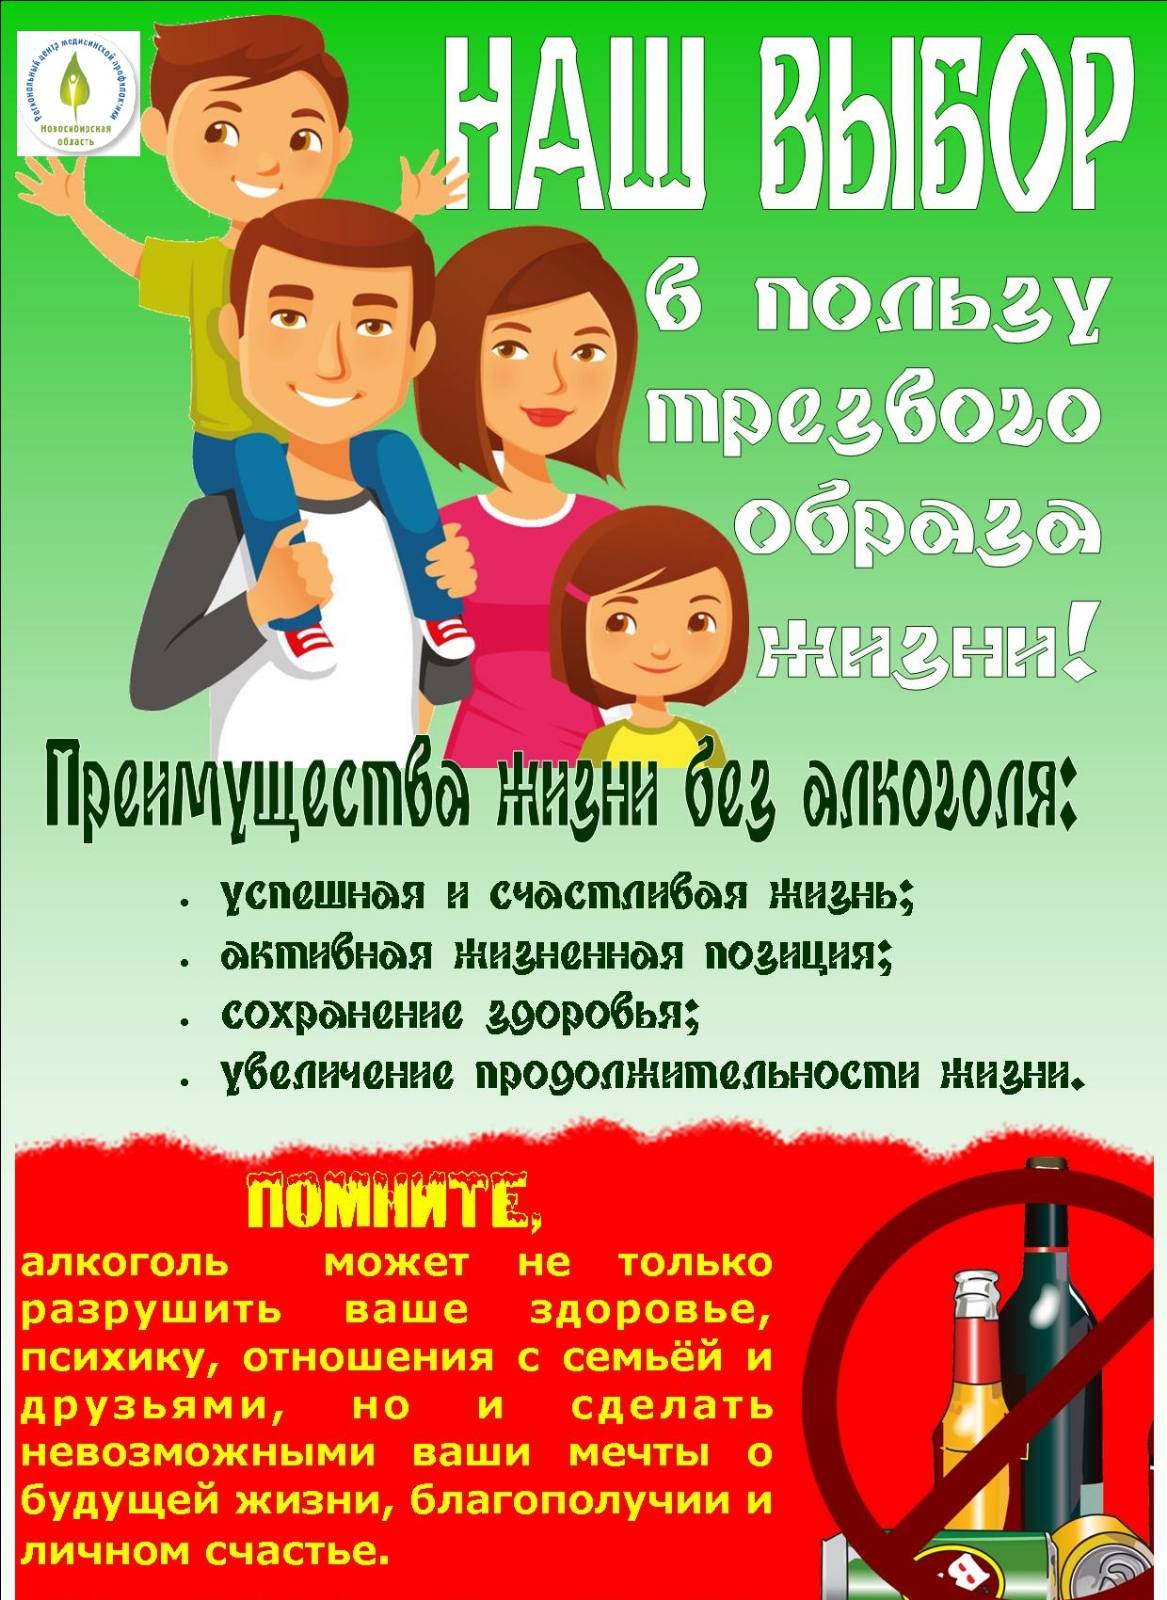 Региональный центр медицинской профилактики
Новосибирская
область
НАШ ВЫБОР
в пользу
трезвого
образа
жизни!
Преимущества жизни без алкоголя:
• успешная и счастливая жизнь;
• активная жизненная позиция;
• сохранение здоровья;
• увеличение продолжительности жизни.
ПОМНИТЕ,
алкоголь может не только
разрушить ваше здоровье,
психику, отношения с семьёй и
друзьями, но и сделать
невозможными ваши мечты о
будущей жизни, благополучии и
личном счастье.